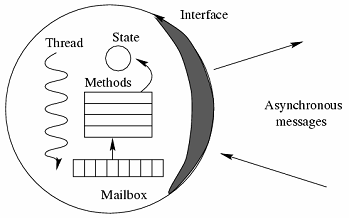 Interface
Thread
State
Methods
Asynchronous
messages
Mailbox